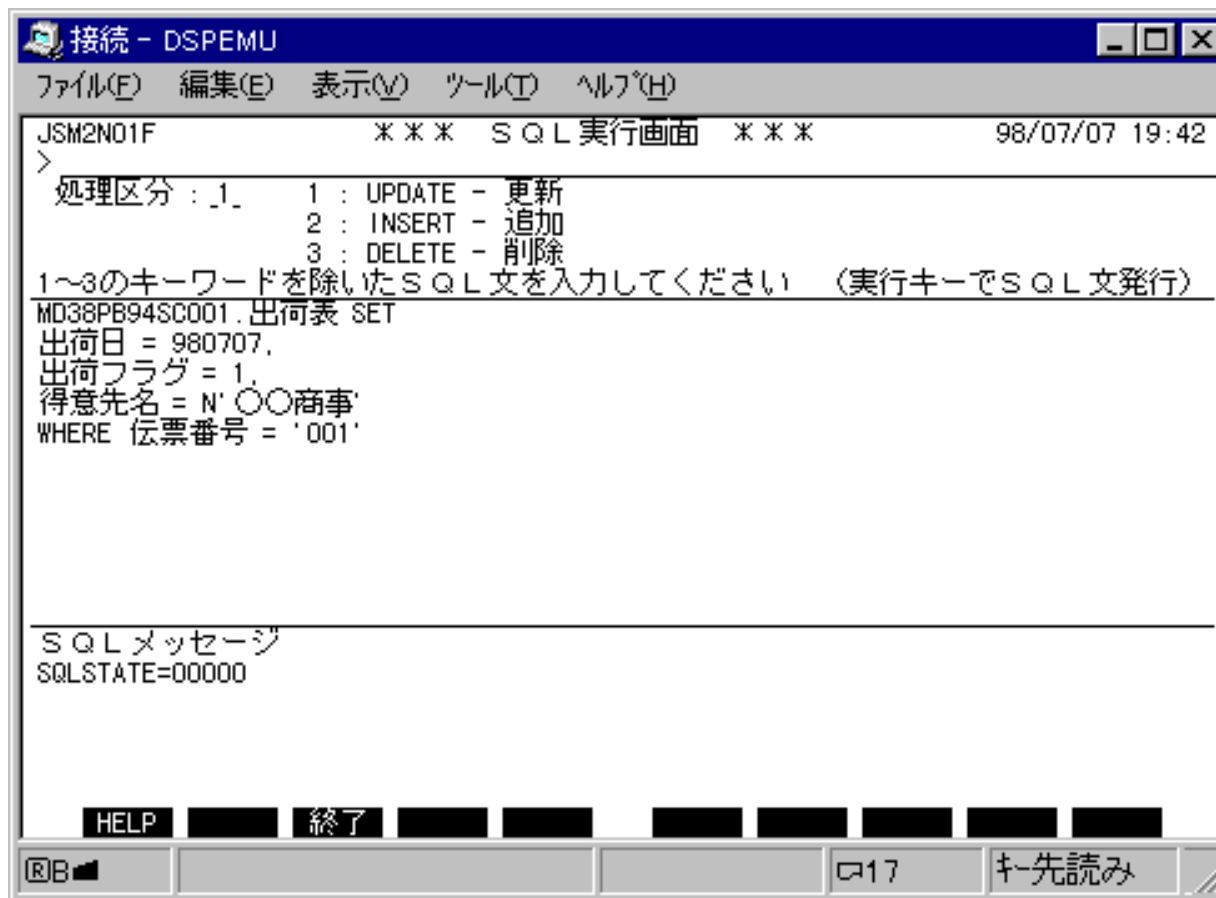 接続 - DSPEMU
ﾌｧｲﾙ(F) 編集(E) 表示(V) ﾂｰﾙ(T) ﾍﾙﾌﾟ(H)
JSM2N01F ＊＊＊ ＳＱＬ実行画面 ＊＊＊ 98/07/07 19:42
>
処理区分 : 1 1 : UPDATE - 更新
2 : INSERT - 追加
3 : DELETE - 削除
1～3のキーワードを除いたＳＱＬ文を入力してください （実行キーでＳＱＬ文発行）
MD38PB94SC001.出荷表 SET
出荷日 = 980707,
出荷フラグ = 1,
得意先名 = N'○○商事'
WHERE 伝票番号 = '001'
ＳＱＬメッセージ
SQLSTATE=00000
HELP 終了
®B 17 ｷｰ先読み